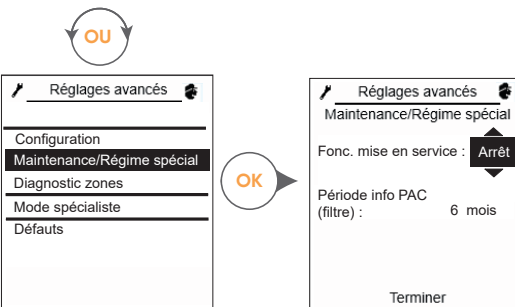 OU
Réglages avancés
Configuration
Maintenance/Régime spécial
Diagnostic zones
Mode spécialiste
Défauts
OK
Réglages avancés
Maintenance/Régime spécial
Fonc. mise en service : Arrêt
Période info PAC
(filtre) : 6 mois
Terminer